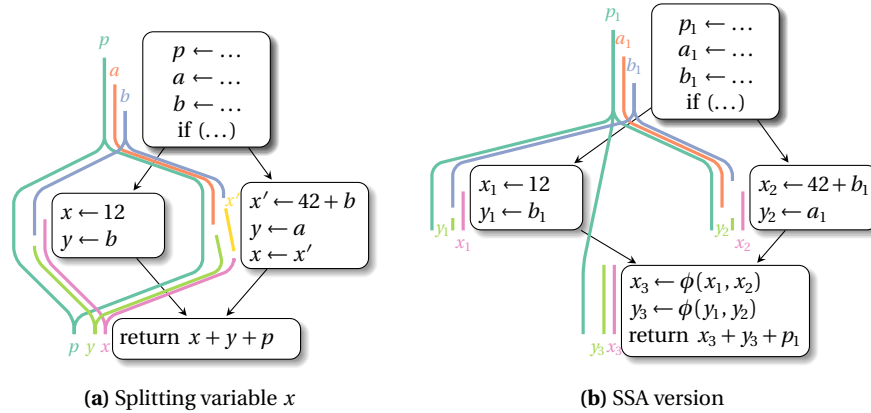 p
a
b
p ← ...
a ← ...
b ← ...
if (...)
x ← 12
y ← b
x'
x' ← 42 + b
y ← a
x ← x'
p y x
return x + y + p
(a) Splitting variable x
p₁
a₁
b₁
p₁ ← ...
a₁ ← ...
b₁ ← ...
if (...)
x₁ ← 12
y₁ ← b₁
y₁
x₁
x₂ ← 42 + b₁
y₂ ← a₁
y₂
x₂
x₃ ← ϕ(x₁, x₂)
y₃ ← ϕ(y₁, y₂)
return x₃ + y₃ + p₁
y₃ x₃
(b) SSA version